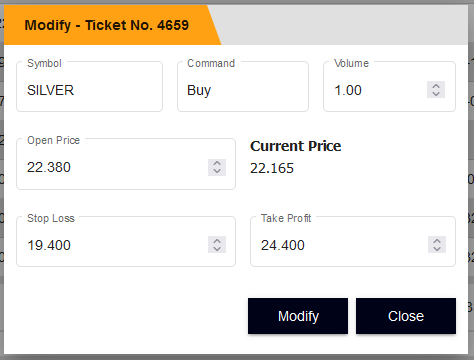 Modify - Ticket No. 4659
Symbol
SILVER
Command
Buy
Volume
1.00
Open Price
22.380
Current Price
22.165
Stop Loss
19.400
Take Profit
24.400
Modify
Close